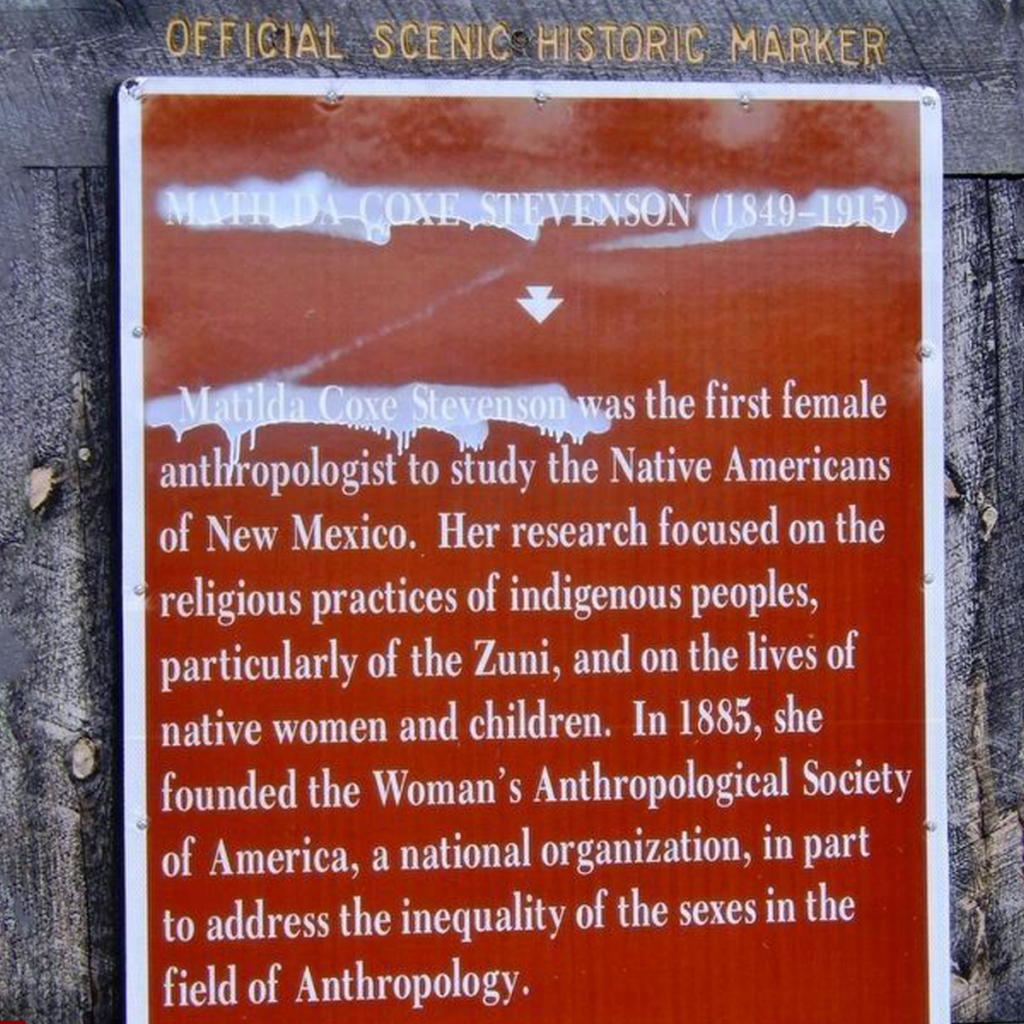 OFFICIAL SCENIC HISTORIC MARKER
MATILDA COXE STEVENSON (1849–1915)
Matilda Coxe Stevenson was the first female
anthropologist to study the Native Americans
of New Mexico. Her research focused on the
religious practices of indigenous peoples,
particularly of the Zuni, and on the lives of
native women and children. In 1885, she
founded the Woman's Anthropological Society
of America, a national organization, in part
to address the inequality of the sexes in the
field of Anthropology.